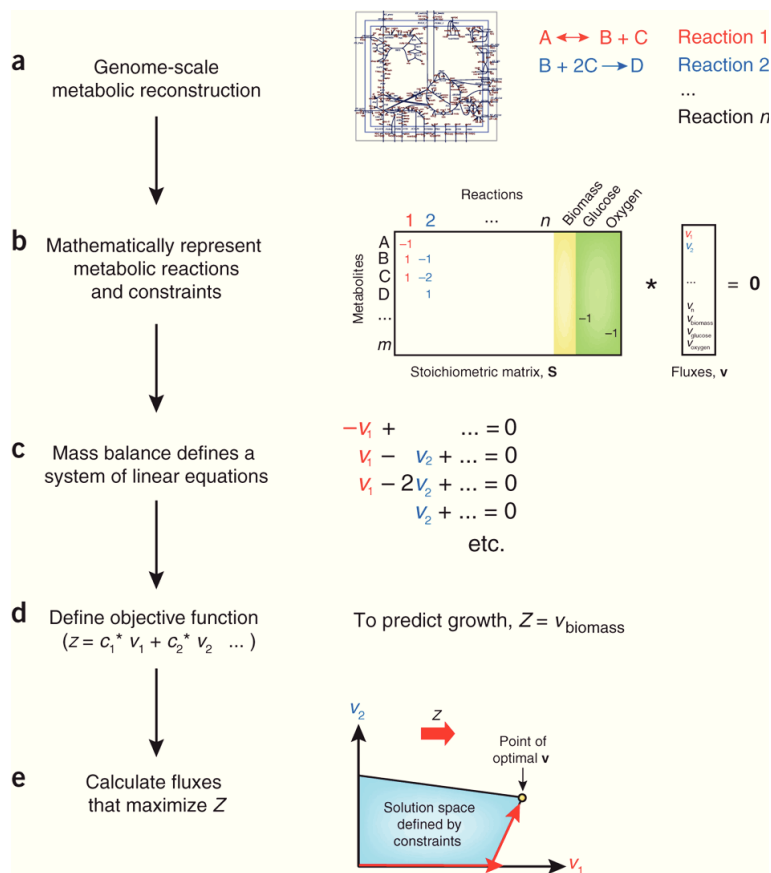 a
Genome-scale
metabolic reconstruction
A ↔ B + C
Reaction 1
B + 2C → D
Reaction 2
...
Reaction n
b
Mathematically represent
metabolic reactions
and constraints
Reactions
1 2 ... n Biomass Glucose Oxygen
Metabolites
A −1
B 1 −1
C 1 −2
D 1
... −1
−1
m
Stoichiometric matrix, S
*
v₁
v₂
...
vₙ
v_biomass
v_glucose
v_oxygen
= 0
Fluxes, v
c
Mass balance defines a
system of linear equations
−v₁ + ... = 0
v₁ − v₂ + ... = 0
v₁ − 2v₂ + ... = 0
v₂ + ... = 0
etc.
d
Define objective function
(z = c₁* v₁ + c₂* v₂ ... )
To predict growth, Z = v_biomass
e
Calculate fluxes
that maximize Z
v₂
Z
Point of
optimal v
Solution space
defined by
constraints
v₁